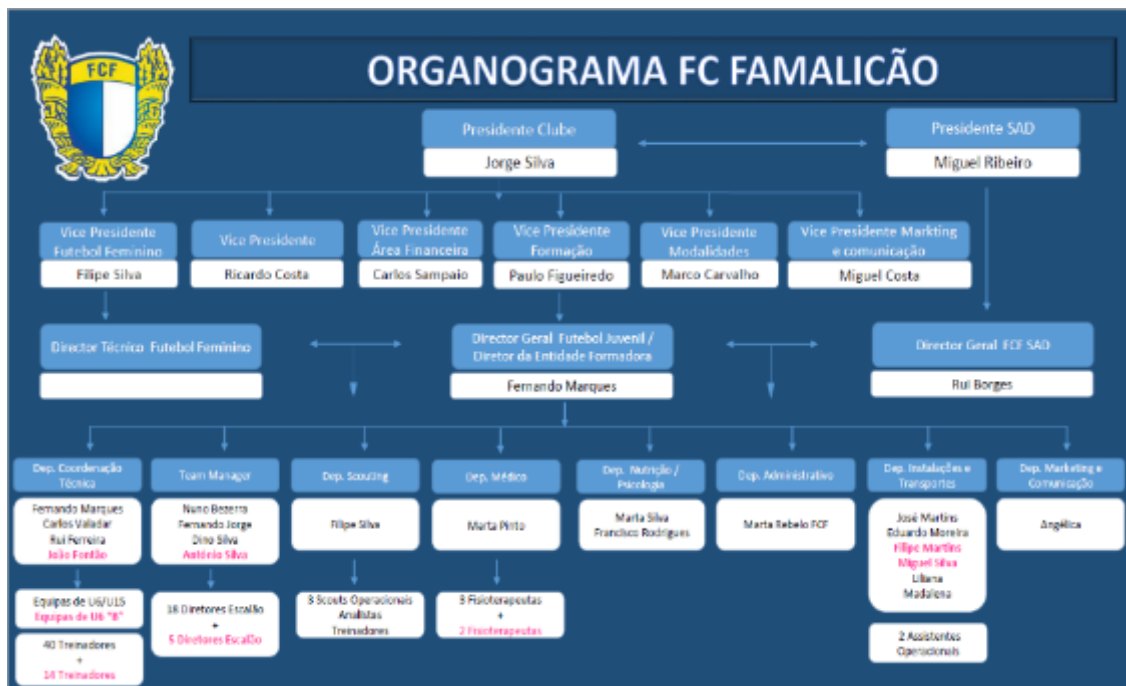 FCF
ORGANOGRAMA FC FAMALICÃO
Presidente Clube
Jorge Silva
Presidente SAD
Miguel Ribeiro
Vice Presidente
Futebol Feminino
Filipe Silva
Vice Presidente
Ricardo Costa
Vice Presidente
Área Financeira
Carlos Sampaio
Vice Presidente
Formação
Paulo Figueiredo
Vice Presidente
Modalidades
Marco Carvalho
Vice Presidente Markting
e comunicação
Miguel Costa
Director Técnico Futebol Feminino
Director Geral Futebol Juvenil /
Diretor da Entidade Formadora
Fernando Marques
Director Geral FCF SAD
Rui Borges
Dep. Coordenação
Técnica
Fernando Marques
Carlos Valadar
Rui Ferreira
João Fontão
Equipas de U6/U15
Equipas de U6 "B"
40 Treinadores
+
14 Treinadores
Team Manager
Nuno Bezerra
Fernando Jorge
Dino Silva
António Silva
18 Diretores Escalão
+
5 Diretores Escalão
Dep. Scouting
Filipe Silva
8 Scouts Operacionais
Analistas
Treinadores
Dep. Médico
Marta Pinto
3 Fisioterapeutas
+
2 Fisioterapeutas
Dep. Nutrição /
Psicologia
Marta Silva
Francisco Rodrigues
Dep. Administrativo
Marta Rebelo FCF
Dep. Instalações e
Transportes
José Martins
Eduardo Moreira
Filipe Martins
Miguel Silva
Liliana
Madalena
2 Assistentes
Operacionais
Dep. Marketing e
Comunicação
Angélica